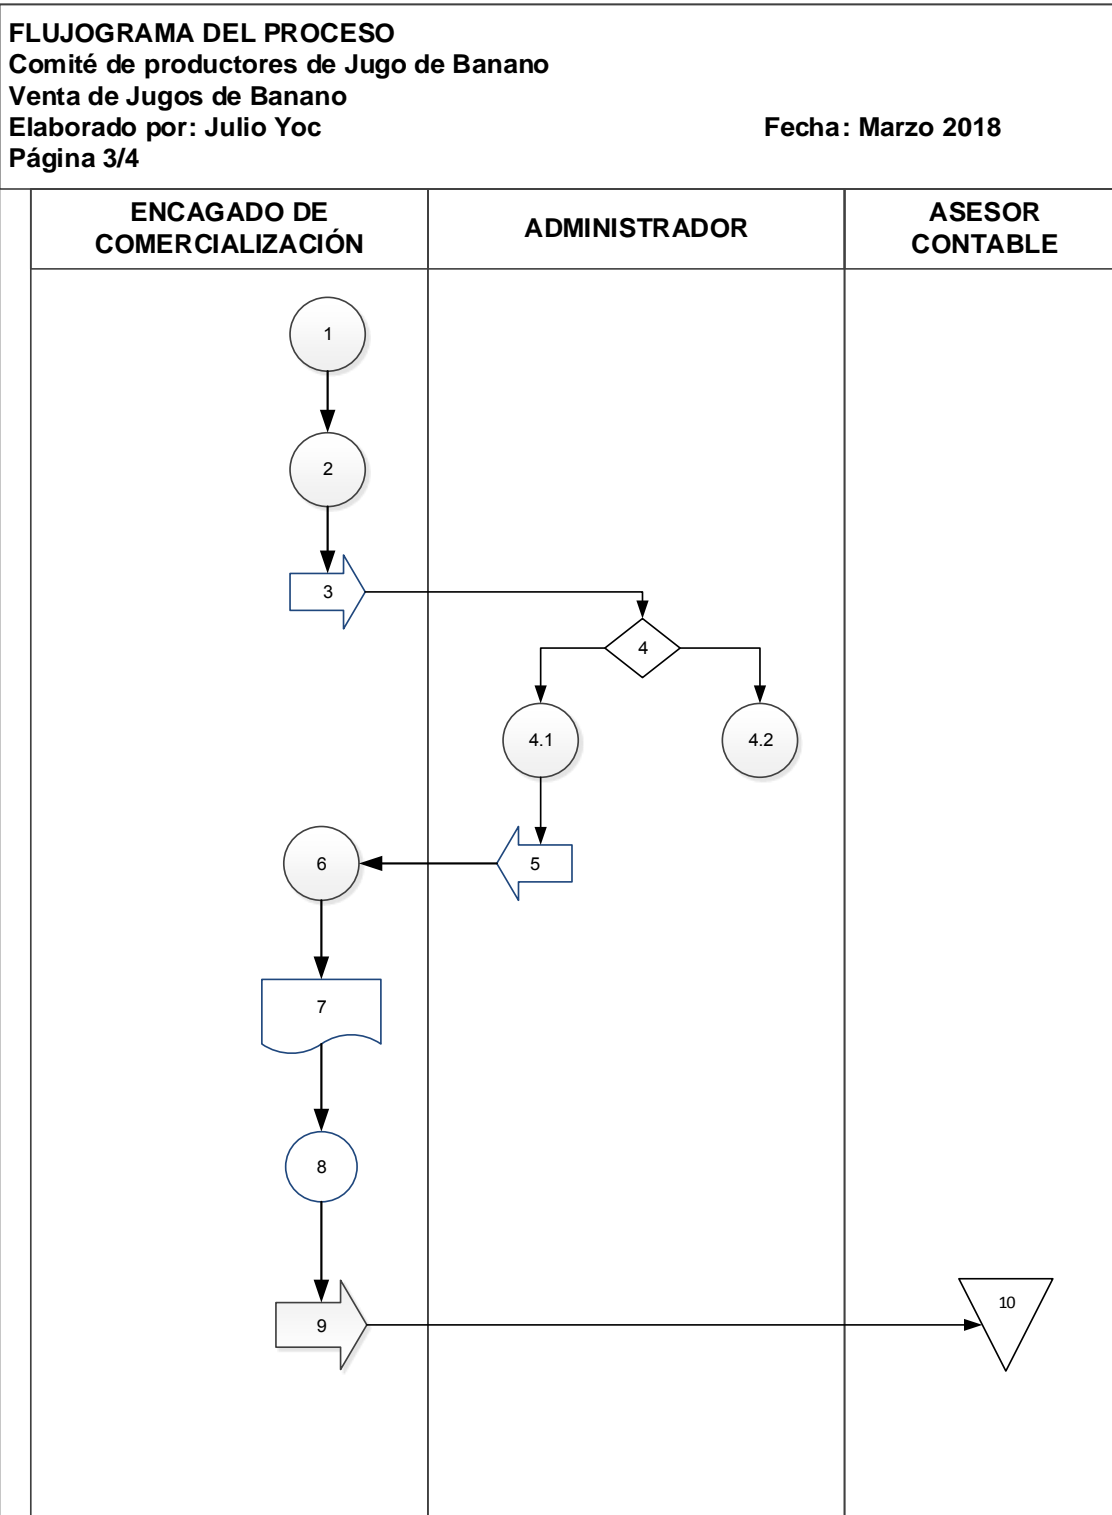 FLUJOGRAMA DEL PROCESO
Comité de productores de Jugo de Banano
Venta de Jugos de Banano
Elaborado por: Julio Yoc Fecha: Marzo 2018
Página 3/4
ENCAGADO DE
COMERCIALIZACIÓN
ADMINISTRADOR
ASESOR
CONTABLE
1
2
3
4
4.1 4.2
6 5
7
8
9 10